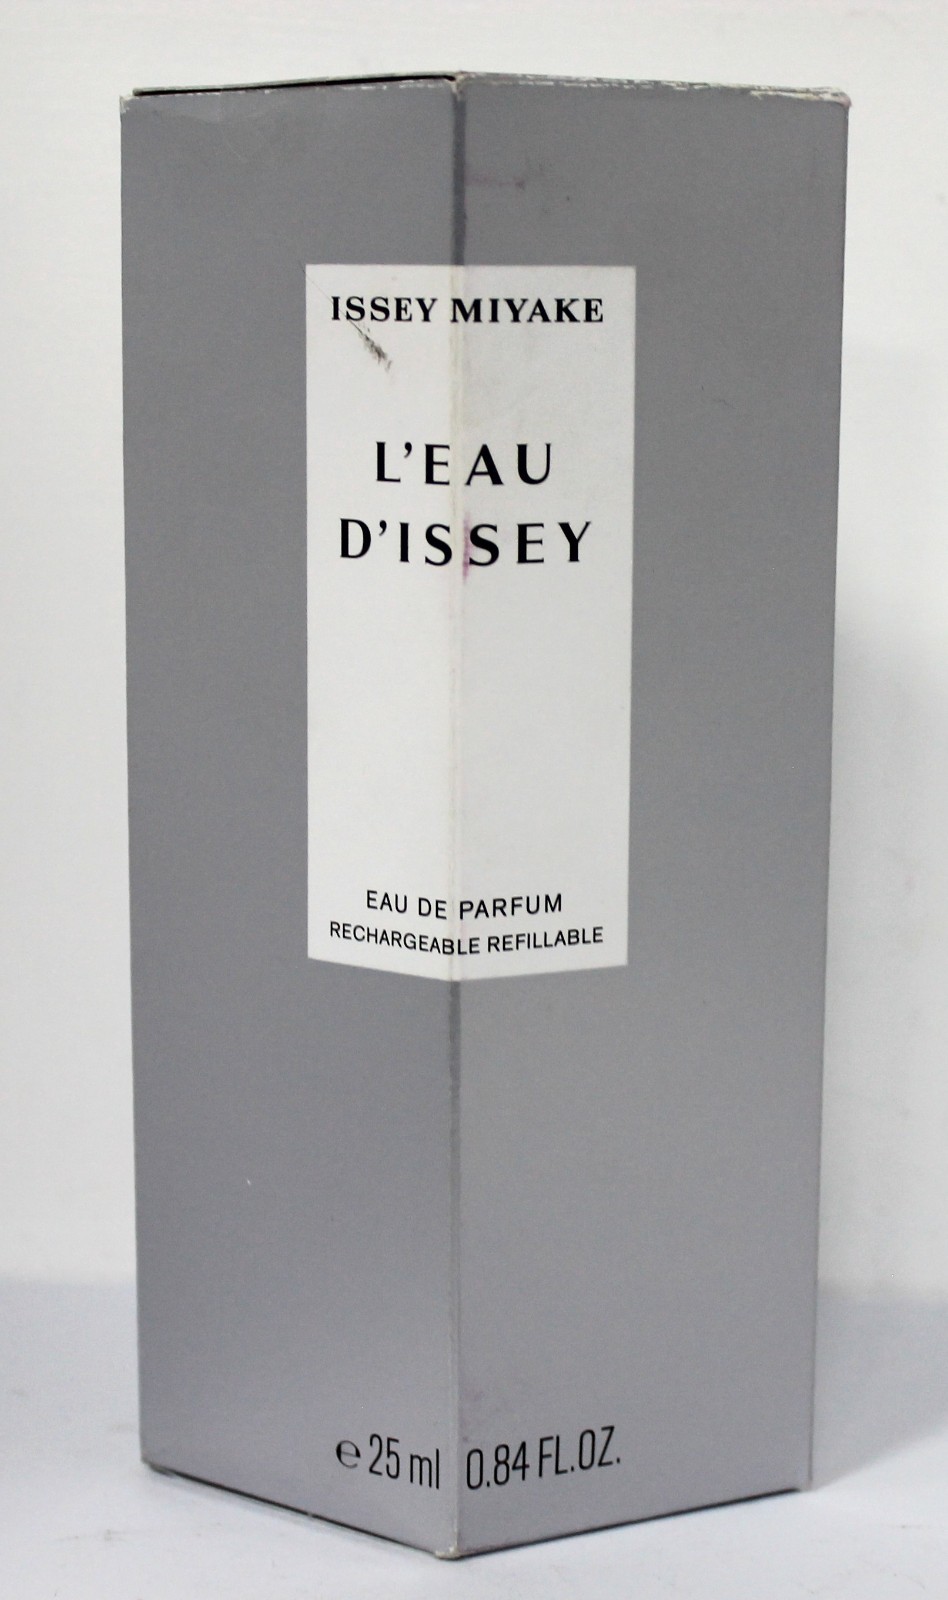 ISSEY MIYAKE
L'EAU
D'ISSEY
EAU DE PARFUM
RECHARGEABLE REFILLABLE
℮ 25 ml 0.84 FL.OZ.